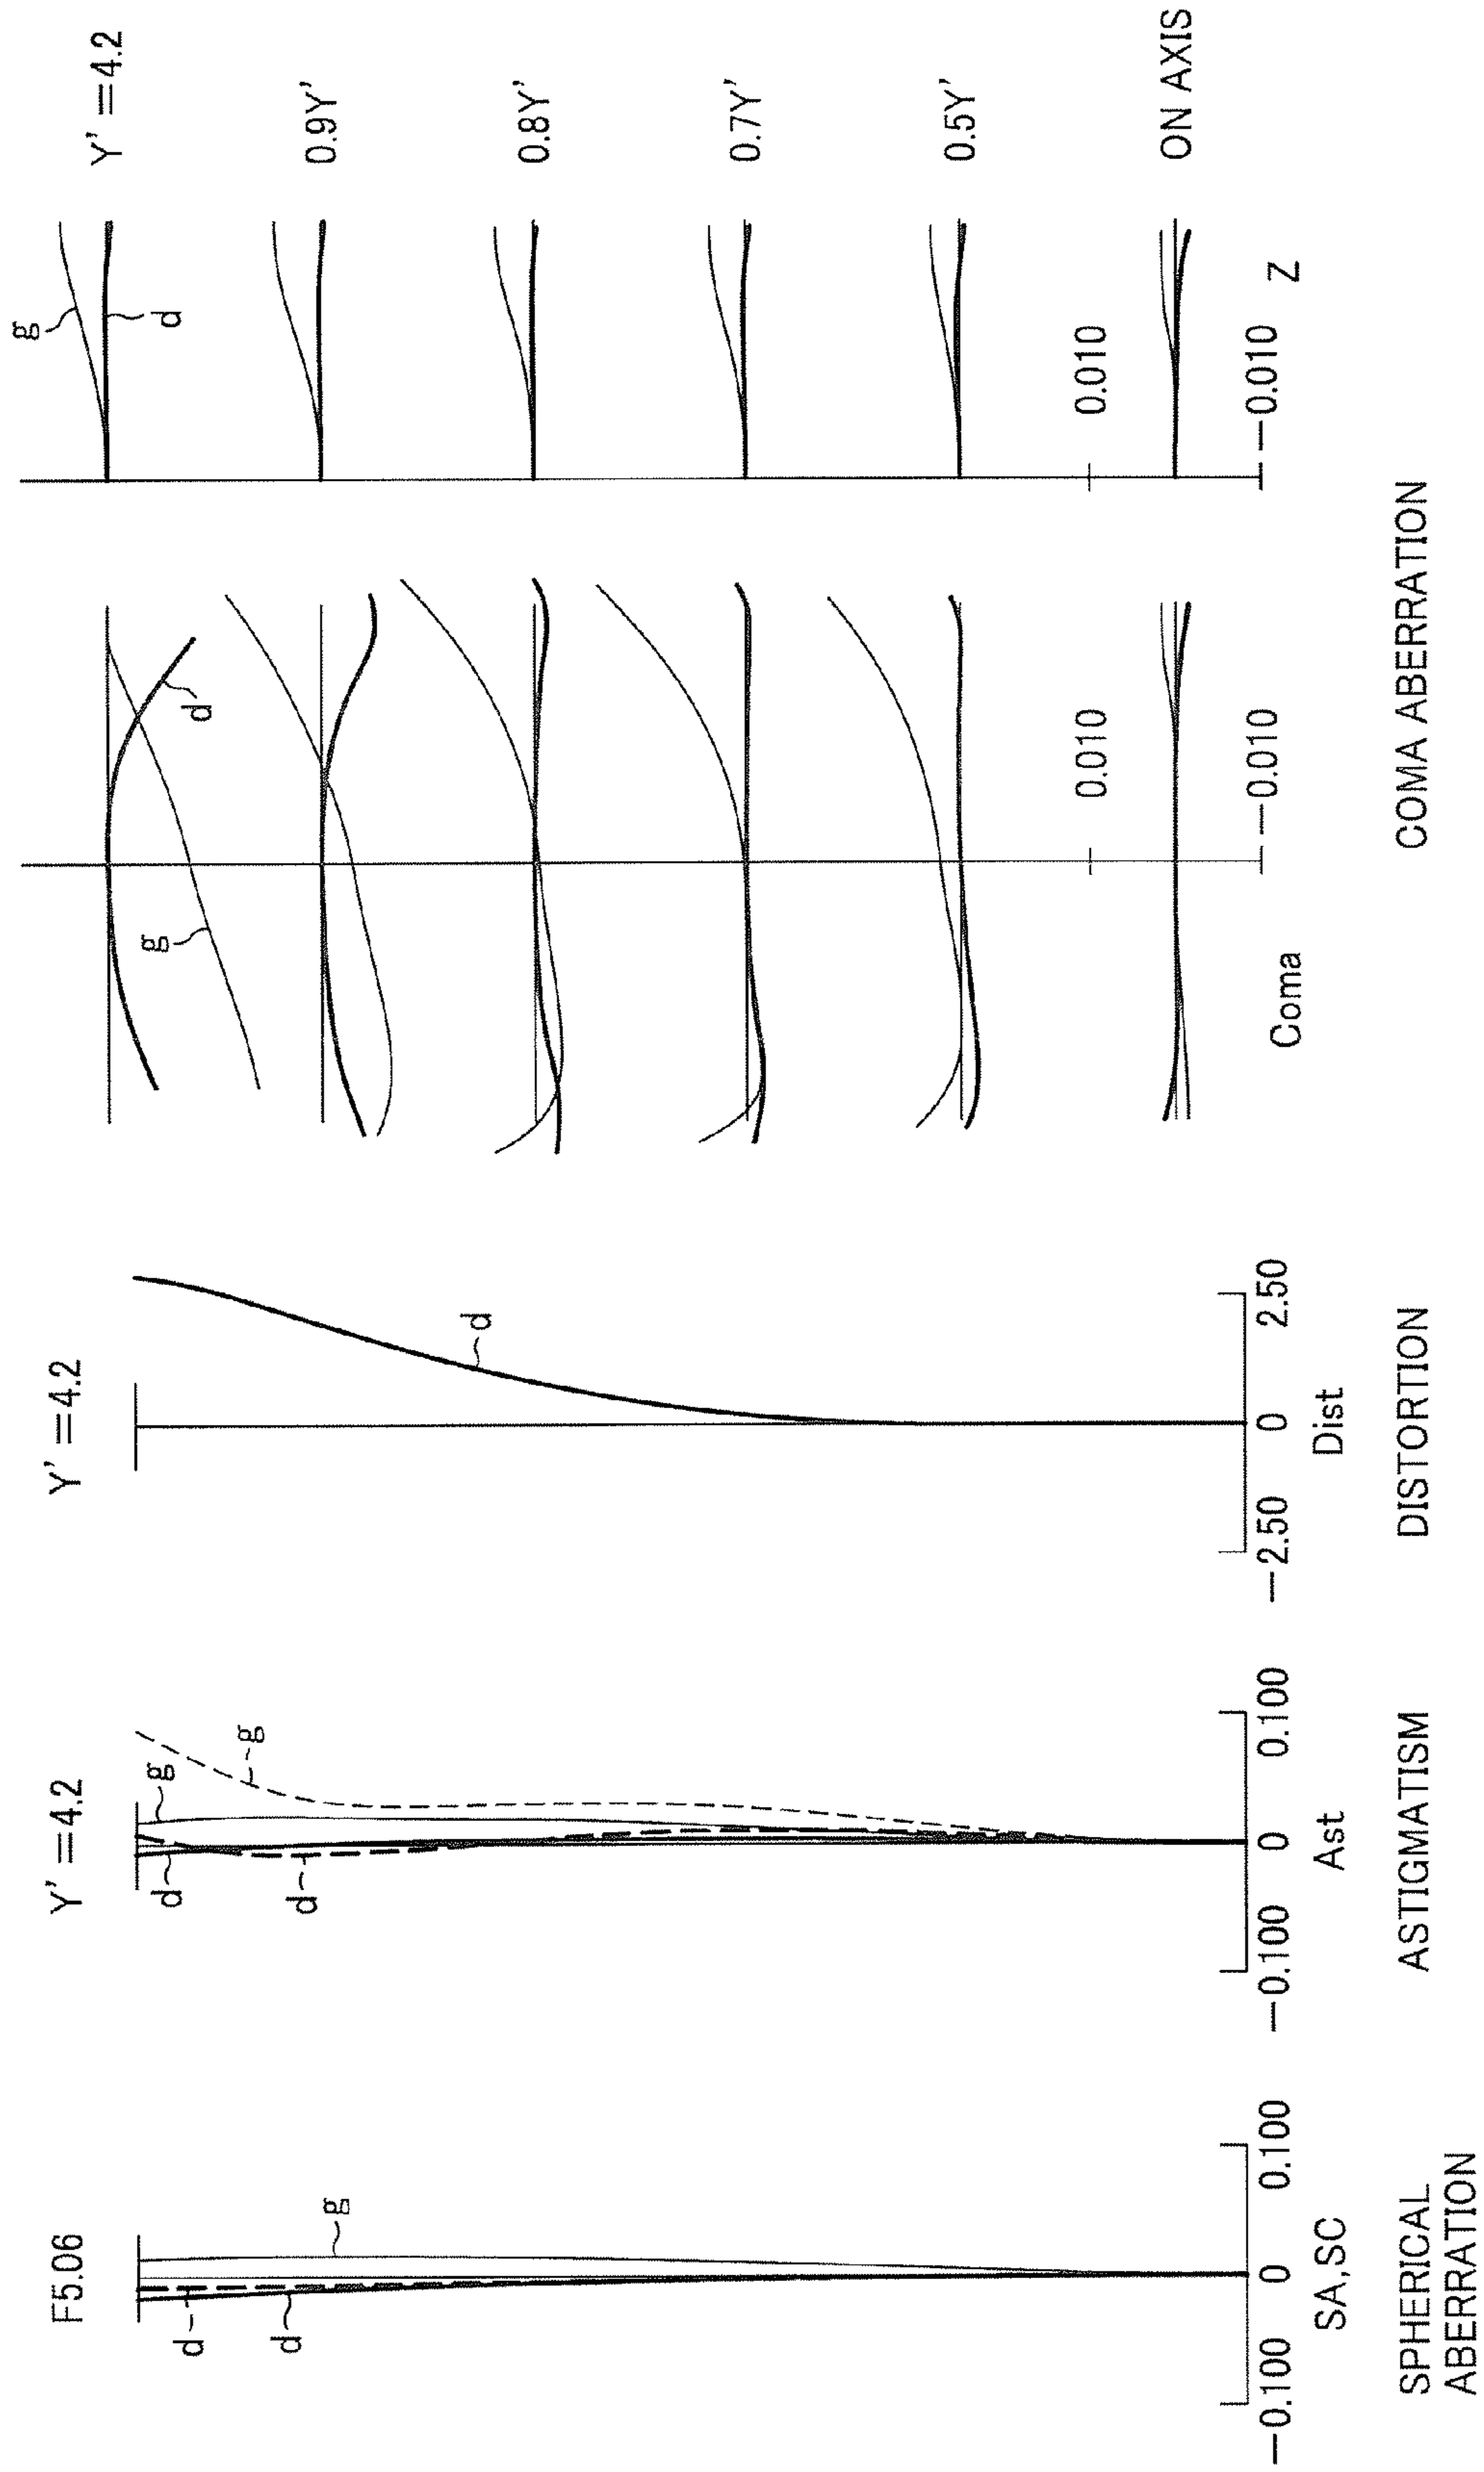 F5.06
d
d
g
−0.100 0 0.100
SA,SC
SPHERICAL
ABERRATION
Y' =4.2
d
d
g
g
−0.100 0 0.100
Ast
ASTIGMATISM
Y' =4.2
d
−2.50 0 2.50
Dist
DISTORTION
g
d
g
d
Y' =4.2
0.9Y'
0.8Y'
0.7Y'
0.5Y'
0.010
0.010
ON AXIS
−0.010
−0.010
Coma
Z
COMA ABERRATION